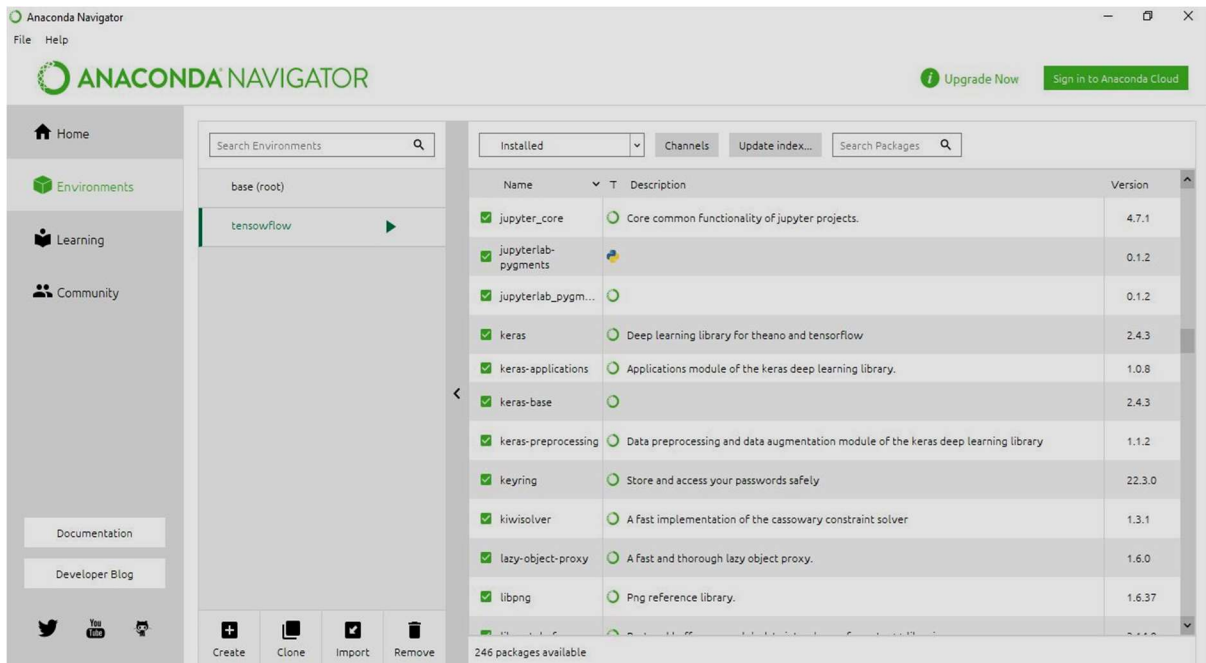 Anaconda Navigator
File Help
ANACONDA NAVIGATOR
i Upgrade Now
Sign in to Anaconda Cloud
Home
Environments
Learning
Community
Documentation
Developer Blog
You Tube
Search Environments
base (root)
tensowflow
Create Clone Import Remove
Installed Channels Update index... Search Packages
Name T Description Version
jupyter_core Core common functionality of jupyter projects. 4.7.1
jupyterlab-
pygments 0.1.2
jupyterlab_pygm... 0.1.2
keras Deep learning library for theano and tensorflow 2.4.3
keras-applications Applications module of the keras deep learning library. 1.0.8
keras-base 2.4.3
keras-preprocessing Data preprocessing and data augmentation module of the keras deep learning library 1.1.2
keyring Store and access your passwords safely 22.3.0
kiwisolver A fast implementation of the cassowary constraint solver 1.3.1
lazy-object-proxy A fast and thorough lazy object proxy. 1.6.0
libpng Png reference library. 1.6.37
246 packages available